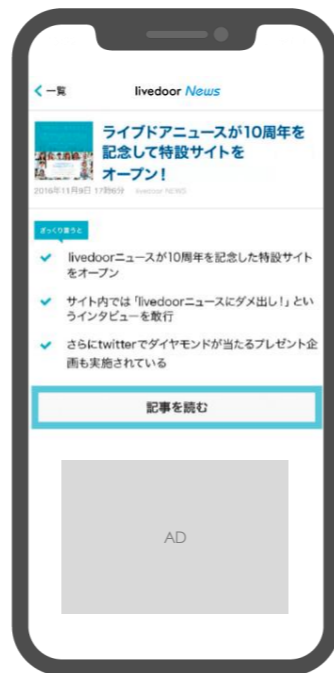 一覧
livedoor News
ライブドアニュースが10周年を
記念して特設サイトを
オープン！
2016年11月9日 17時6分 livedoor NEWS
ざっくり言うと
livedoorニュースが10周年を記念した特設サイト
をオープン
サイト内では「livedoorニュースにダメ出し！」とい
うインタビューを敢行
さらにtwitterでダイヤモンドが当たるプレゼント企
画も実施されている
記事を読む
AD